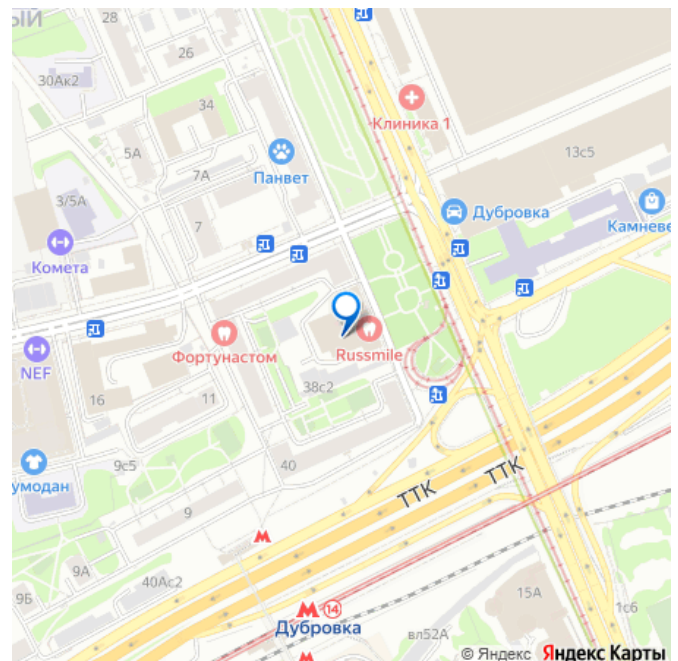 ЫЙ
28
26
30Ак2
34
Клиника 1
5А
13с5
7А
Панвет
3/5А
7
Дубровка
Камневе
Комета
Russmile
Фортунастом
NEF
38с2
16
11
умодан
9с5
40
ТТК
ТТК
9
9А
40Ас2
9Б
14
15А
Дубровка
вл52А
1с6
© Яндекс Яндекс Карты